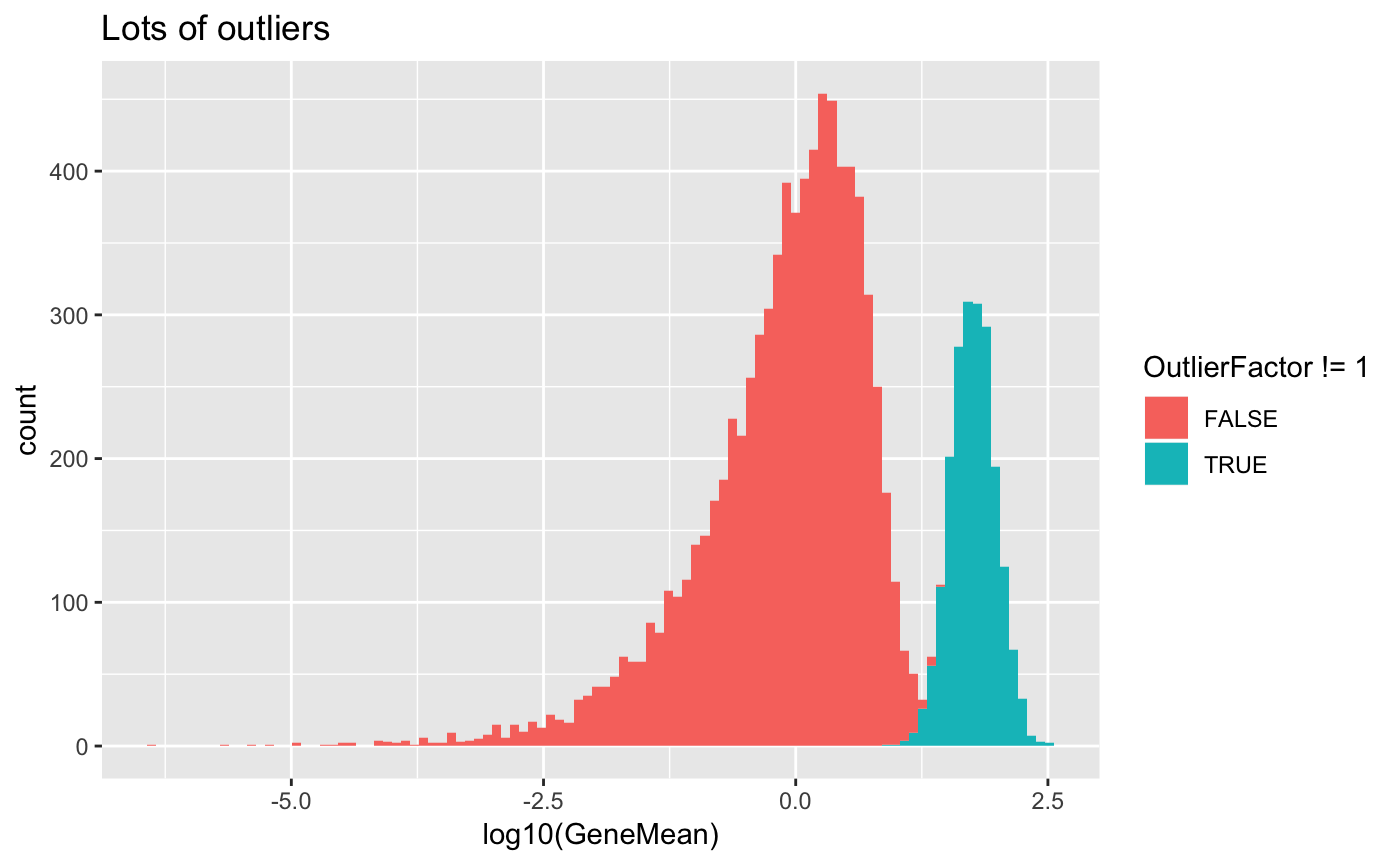 Lots of outliers
count
400
300
200
100
0
-5.0
-2.5
0.0
2.5
log10(GeneMean)
OutlierFactor != 1
FALSE
TRUE